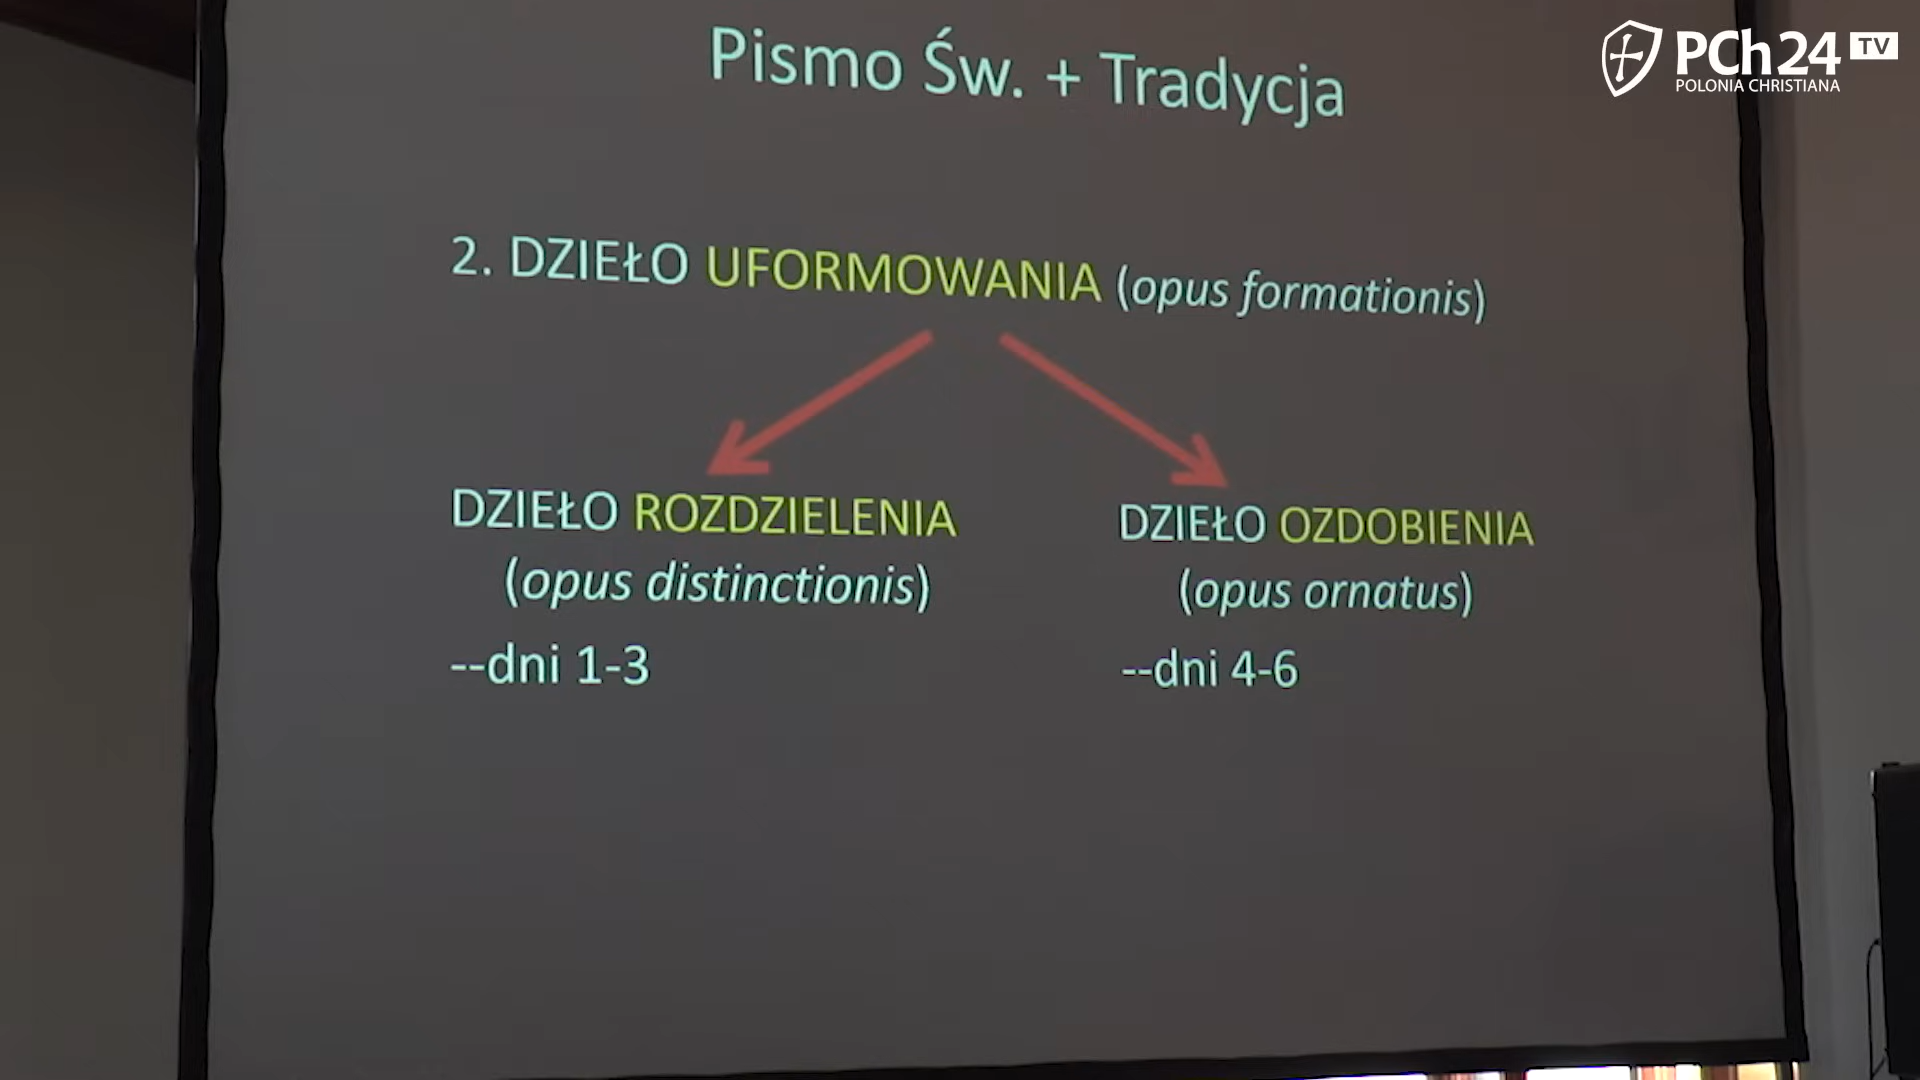 PCh24 TV
POLONIA CHRISTIANA
Pismo Św. + Tradycja
2. DZIEŁO UFORMOWANIA (opus formationis)
DZIEŁO ROZDZIELENIA
(opus distinctionis)
--dni 1-3
DZIEŁO OZDOBIENIA
(opus ornatus)
--dni 4-6